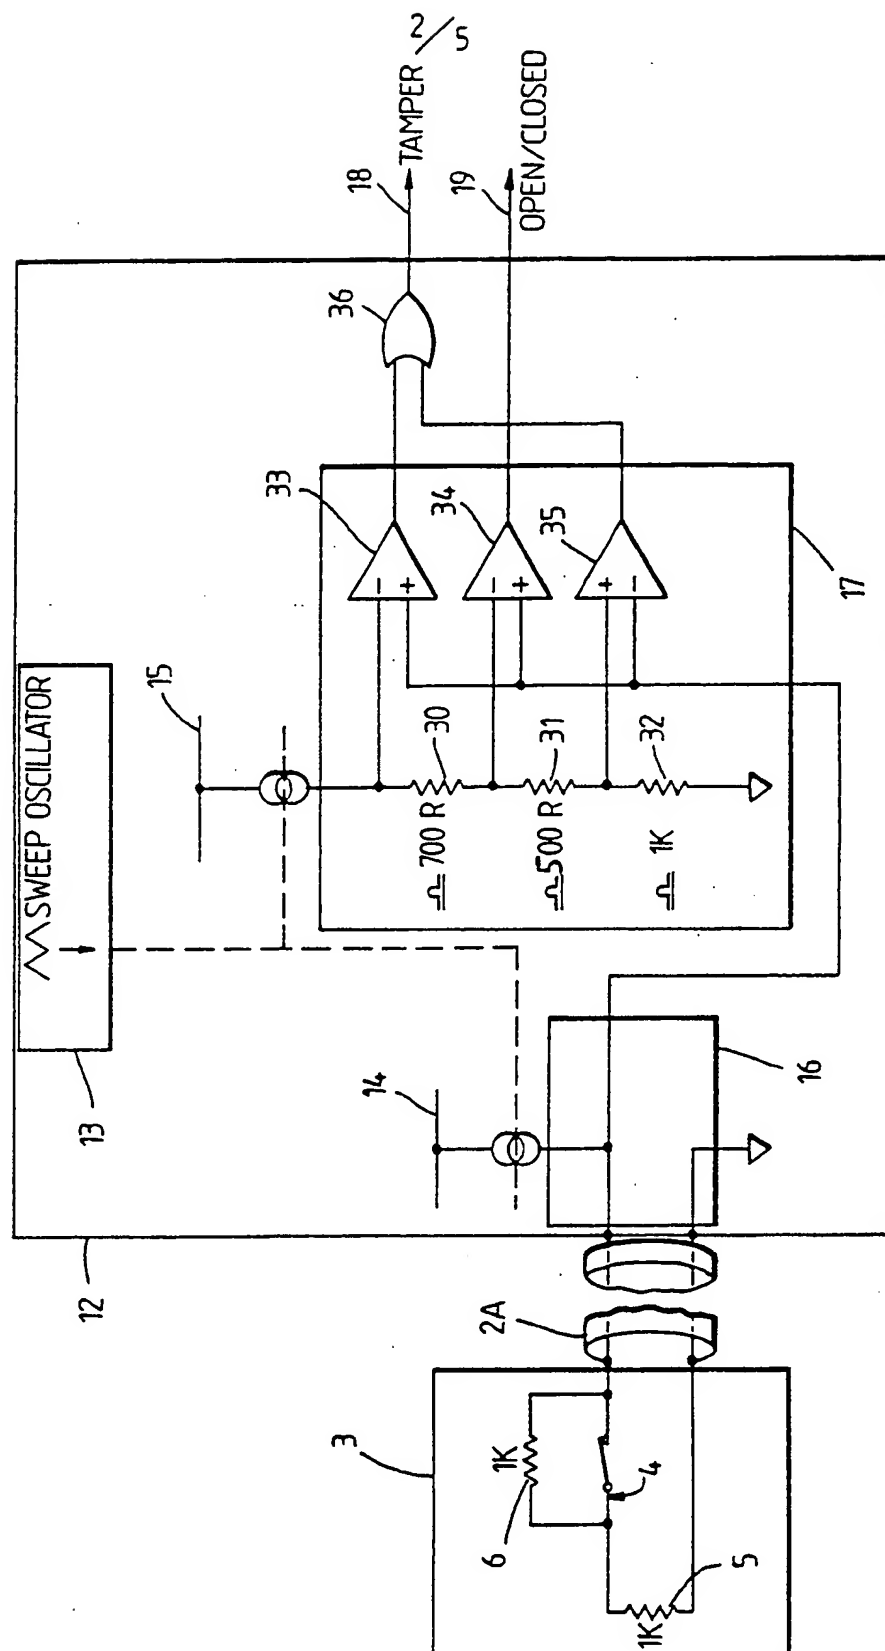 2/5
TAMPER
18
19
OPEN/CLOSED
36
33
34
35
17
SWEEP OSCILLATOR
13
15
30
31
32
700 R
500 R
1K
14
16
12
2A
3
1K
6
4
5
1K